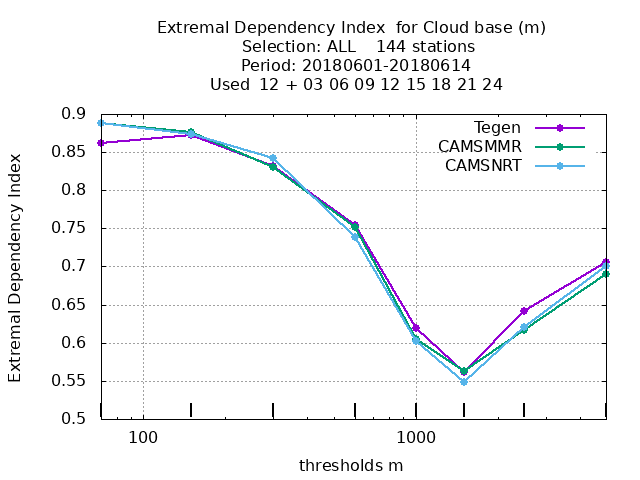 Extremal Dependency Index  for Cloud base (m)
Selection: ALL    144 stations
Period: 20180601-20180614
Used  12 + 03 06 09 12 15 18 21 24
Extremal Dependency Index
0.9
0.85
0.8
0.75
0.7
0.65
0.6
0.55
0.5
Tegen
CAMSMMR
CAMSNRT
100
1000
thresholds m